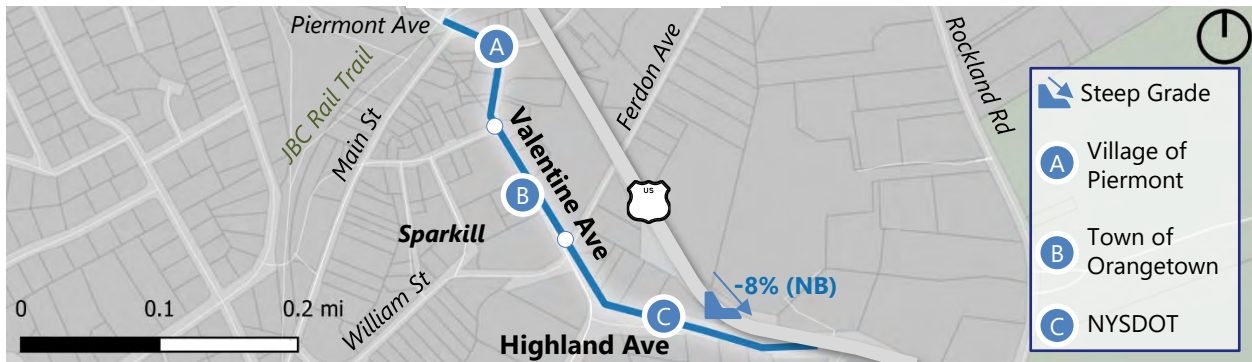 Piermont Ave
A
JBC Rail Trail
Main St
Ferdon Ave
Rockland Rd
Valentine Ave
B
US
Sparkill
William St
-8% (NB)
C
Highland Ave
0 0.1 0.2 mi
Steep Grade
A
Village of
Piermont
B
Town of
Orangetown
C
NYSDOT